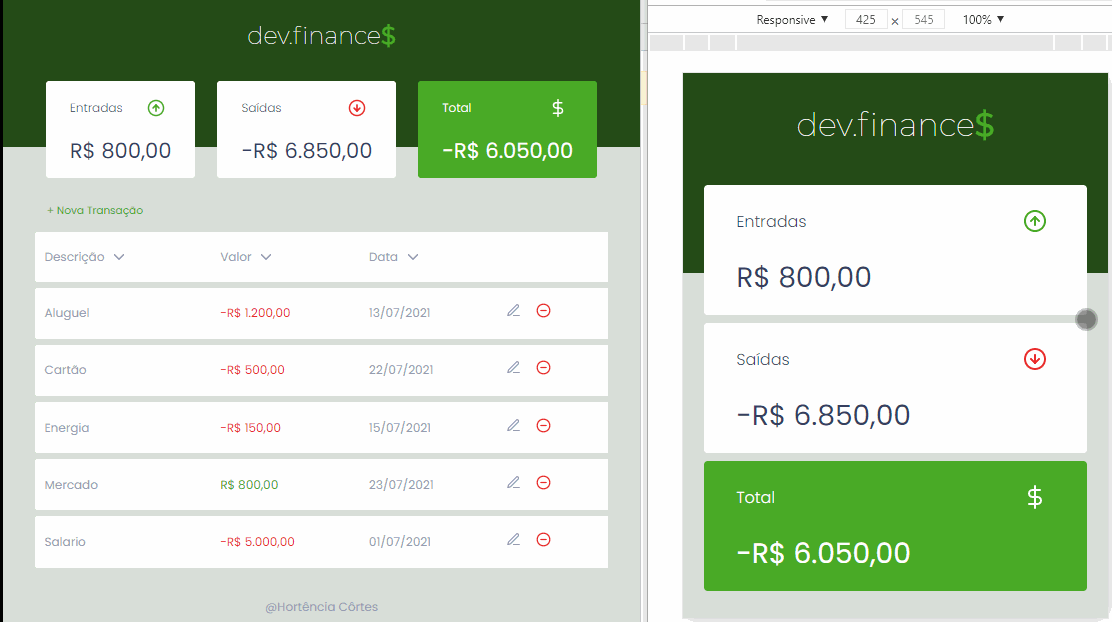 dev.finance$
Entradas
R$ 800,00
Saídas
-R$ 6.850,00
Total $
-R$ 6.050,00
+ Nova Transação
Descrição Valor Data
Aluguel -R$ 1.200,00 13/07/2021
Cartão -R$ 500,00 22/07/2021
Energia -R$ 150,00 15/07/2021
Mercado R$ 800,00 23/07/2021
Salario -R$ 5.000,00 01/07/2021
@Hortência Côrtes
Responsive ▼ 425 x 545 100% ▼
dev.finance$
Entradas
R$ 800,00
Saídas
-R$ 6.850,00
Total $
-R$ 6.050,00